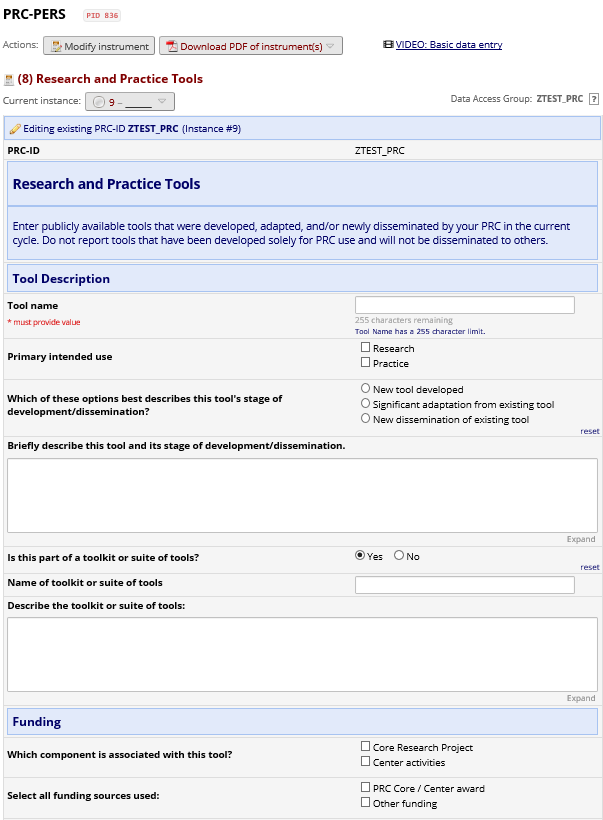 PRC-PERS PID 836
Actions: Modify instrument Download PDF of instrument(s) VIDEO: Basic data entry
(8) Research and Practice Tools
Current instance: 9 – _____ Data Access Group: ZTEST_PRC ?
Editing existing PRC-ID ZTEST_PRC (Instance #9)
PRC-ID ZTEST_PRC
Research and Practice Tools
Enter publicly available tools that were developed, adapted, and/or newly disseminated by your PRC in the current
cycle. Do not report tools that have been developed solely for PRC use and will not be disseminated to others.
Tool Description
Tool name
* must provide value
255 characters remaining
Tool Name has a 255 character limit.
Primary intended use
Research
Practice
Which of these options best describes this tool's stage of
development/dissemination?
New tool developed
Significant adaptation from existing tool
New dissemination of existing tool
reset
Briefly describe this tool and its stage of development/dissemination.
Expand
Is this part of a toolkit or suite of tools? Yes No
reset
Name of toolkit or suite of tools
Describe the toolkit or suite of tools:
Expand
Funding
Which component is associated with this tool?
Core Research Project
Center activities
Select all funding sources used:
PRC Core / Center award
Other funding